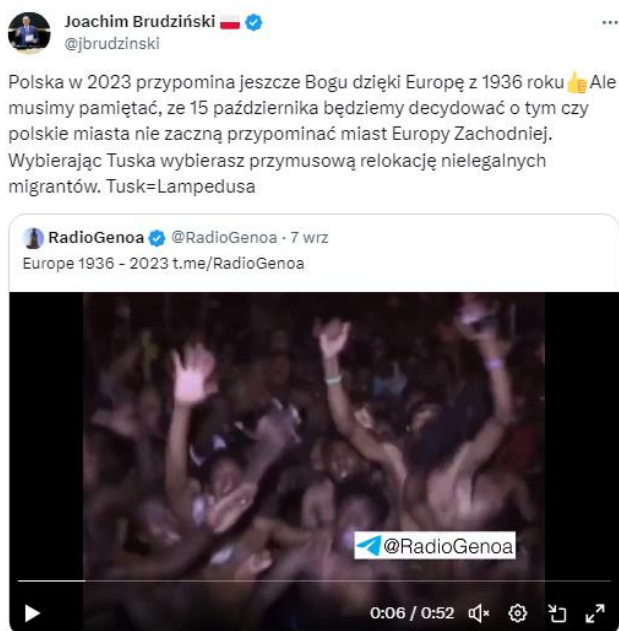 Joachim Brudziński
@jbrudzinski
Polska w 2023 przypomina jeszcze Bogu dzięki Europę z 1936 roku👍Ale
musimy pamiętać, ze 15 października będziemy decydować o tym czy
polskie miasta nie zaczną przypominać miast Europy Zachodniej.
Wybierając Tuska wybierasz przymusową relokację nielegalnych
migrantów. Tusk=Lampedusa
RadioGenoa @RadioGenoa · 7 wrz
Europe 1936 - 2023 t.me/RadioGenoa
@RadioGenoa
0:06 / 0:52